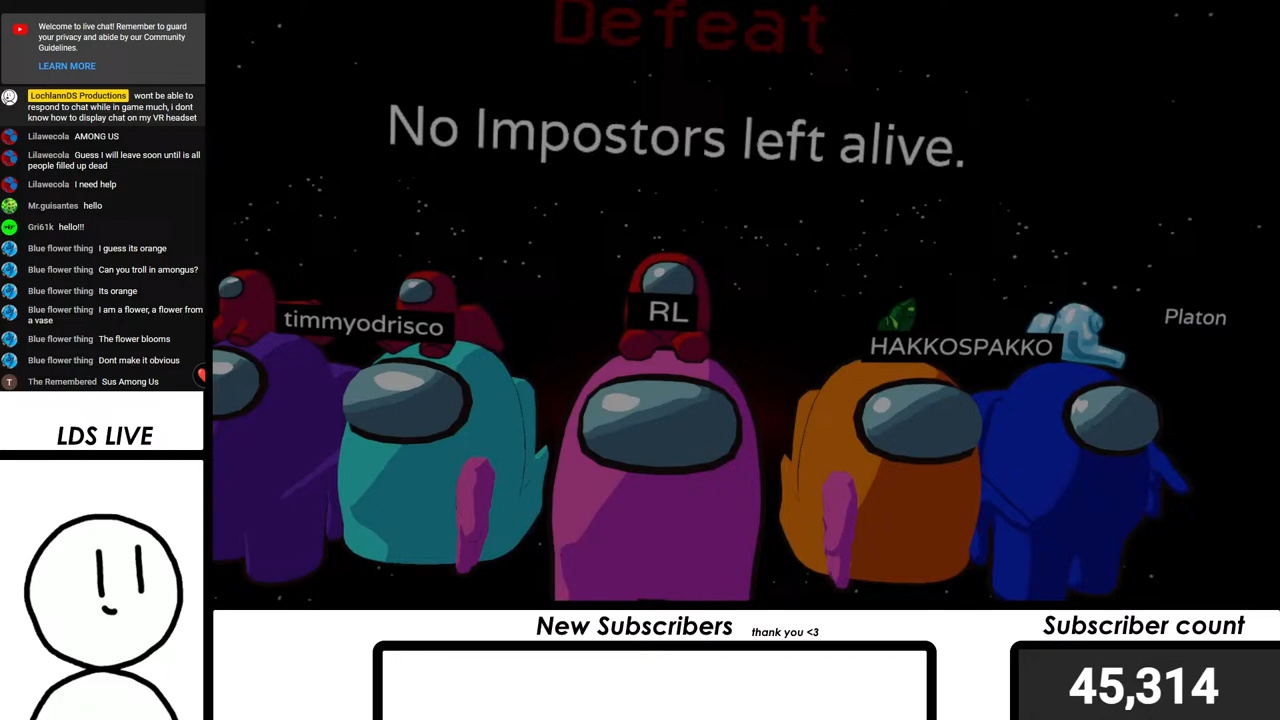 Welcome to live chat! Remember to guard
your privacy and abide by our Community
Guidelines.
LEARN MORE
LochlannDS Productions wont be able to
respond to chat while in game much, i dont
know how to display chat on my VR headset
Lilawecola AMONG US
Lilawecola Guess I will leave soon until is all
people filled up dead
Lilawecola I need help
Mr.guisantes hello
Gri61k hello!!!
Blue flower thing I guess its orange
Blue flower thing Can you troll in amongus?
Blue flower thing Its orange
Blue flower thing I am a flower, a flower from
a vase
Blue flower thing The flower blooms
Blue flower thing Dont make it obvious
T The Remembered Sus Among Us
LDS LIVE
Defeat
No Impostors left alive.
timmyodrisco
RL
HAKKOSPAKKO
Platon
New Subscribers thank you <3
Subscriber count
45,314